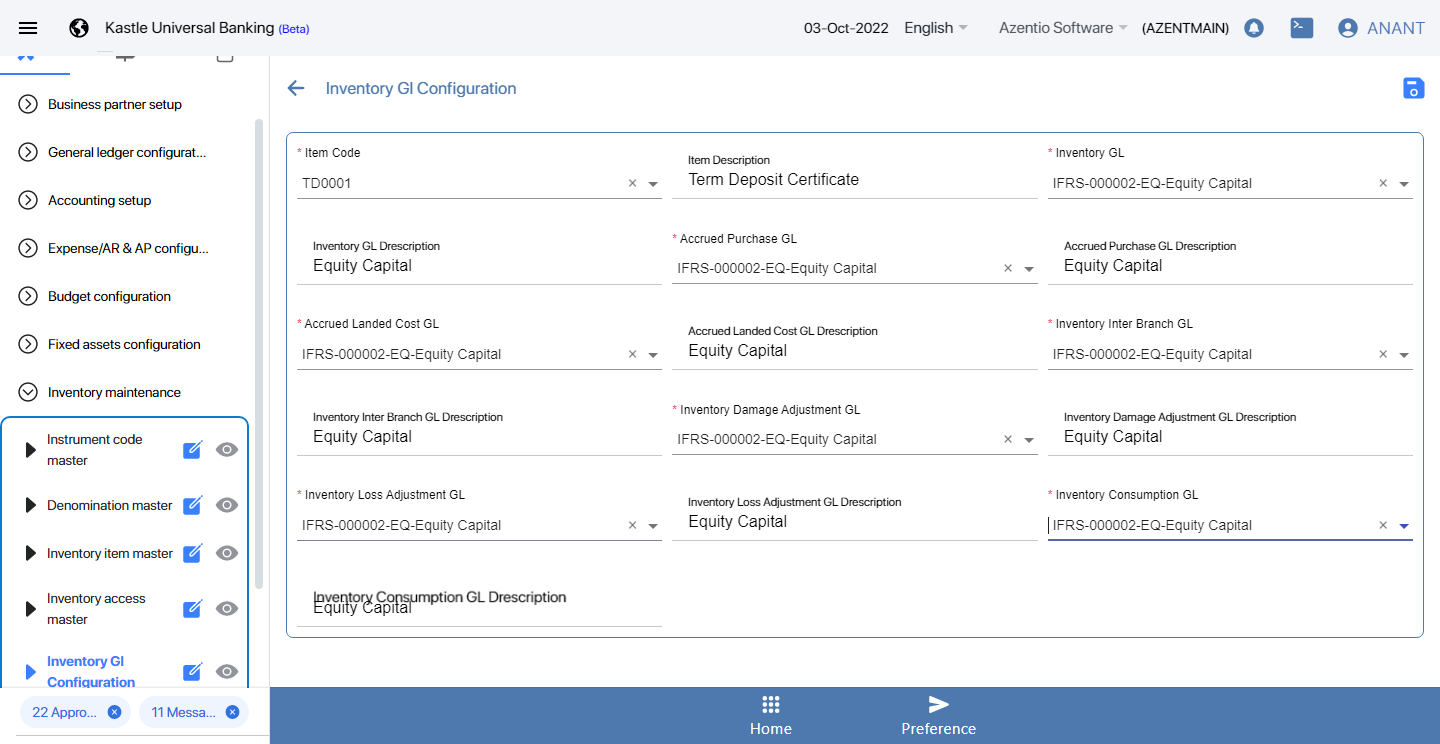 Kastle Universal Banking (Beta)
03-Oct-2022
English
Azentio Software
(AZENTMAIN)
ANANT
Business partner setup
General ledger configurat...
Accounting setup
Expense/AR & AP configu...
Budget configuration
Fixed assets configuration
Inventory maintenance
Instrument code
master
Denomination master
Inventory item master
Inventory access
master
Inventory GI
Configuration
22 Appro...
11 Messa...
Inventory GI Configuration
* Item Code
TD0001
Item Description
Term Deposit Certificate
* Inventory GL
IFRS-000002-EQ-Equity Capital
Inventory GL Drescription
Equity Capital
* Accrued Purchase GL
IFRS-000002-EQ-Equity Capital
Accrued Purchase GL Drescription
Equity Capital
* Accrued Landed Cost GL
IFRS-000002-EQ-Equity Capital
Accrued Landed Cost GL Drescription
Equity Capital
* Inventory Inter Branch GL
IFRS-000002-EQ-Equity Capital
Inventory Inter Branch GL Drescription
Equity Capital
* Inventory Damage Adjustment GL
IFRS-000002-EQ-Equity Capital
Inventory Damage Adjustment GL Drescription
Equity Capital
* Inventory Loss Adjustment GL
IFRS-000002-EQ-Equity Capital
Inventory Loss Adjustment GL Drescription
Equity Capital
* Inventory Consumption GL
IFRS-000002-EQ-Equity Capital
Inventory Consumption GL Drescription
Equity Capital
Home
Preference